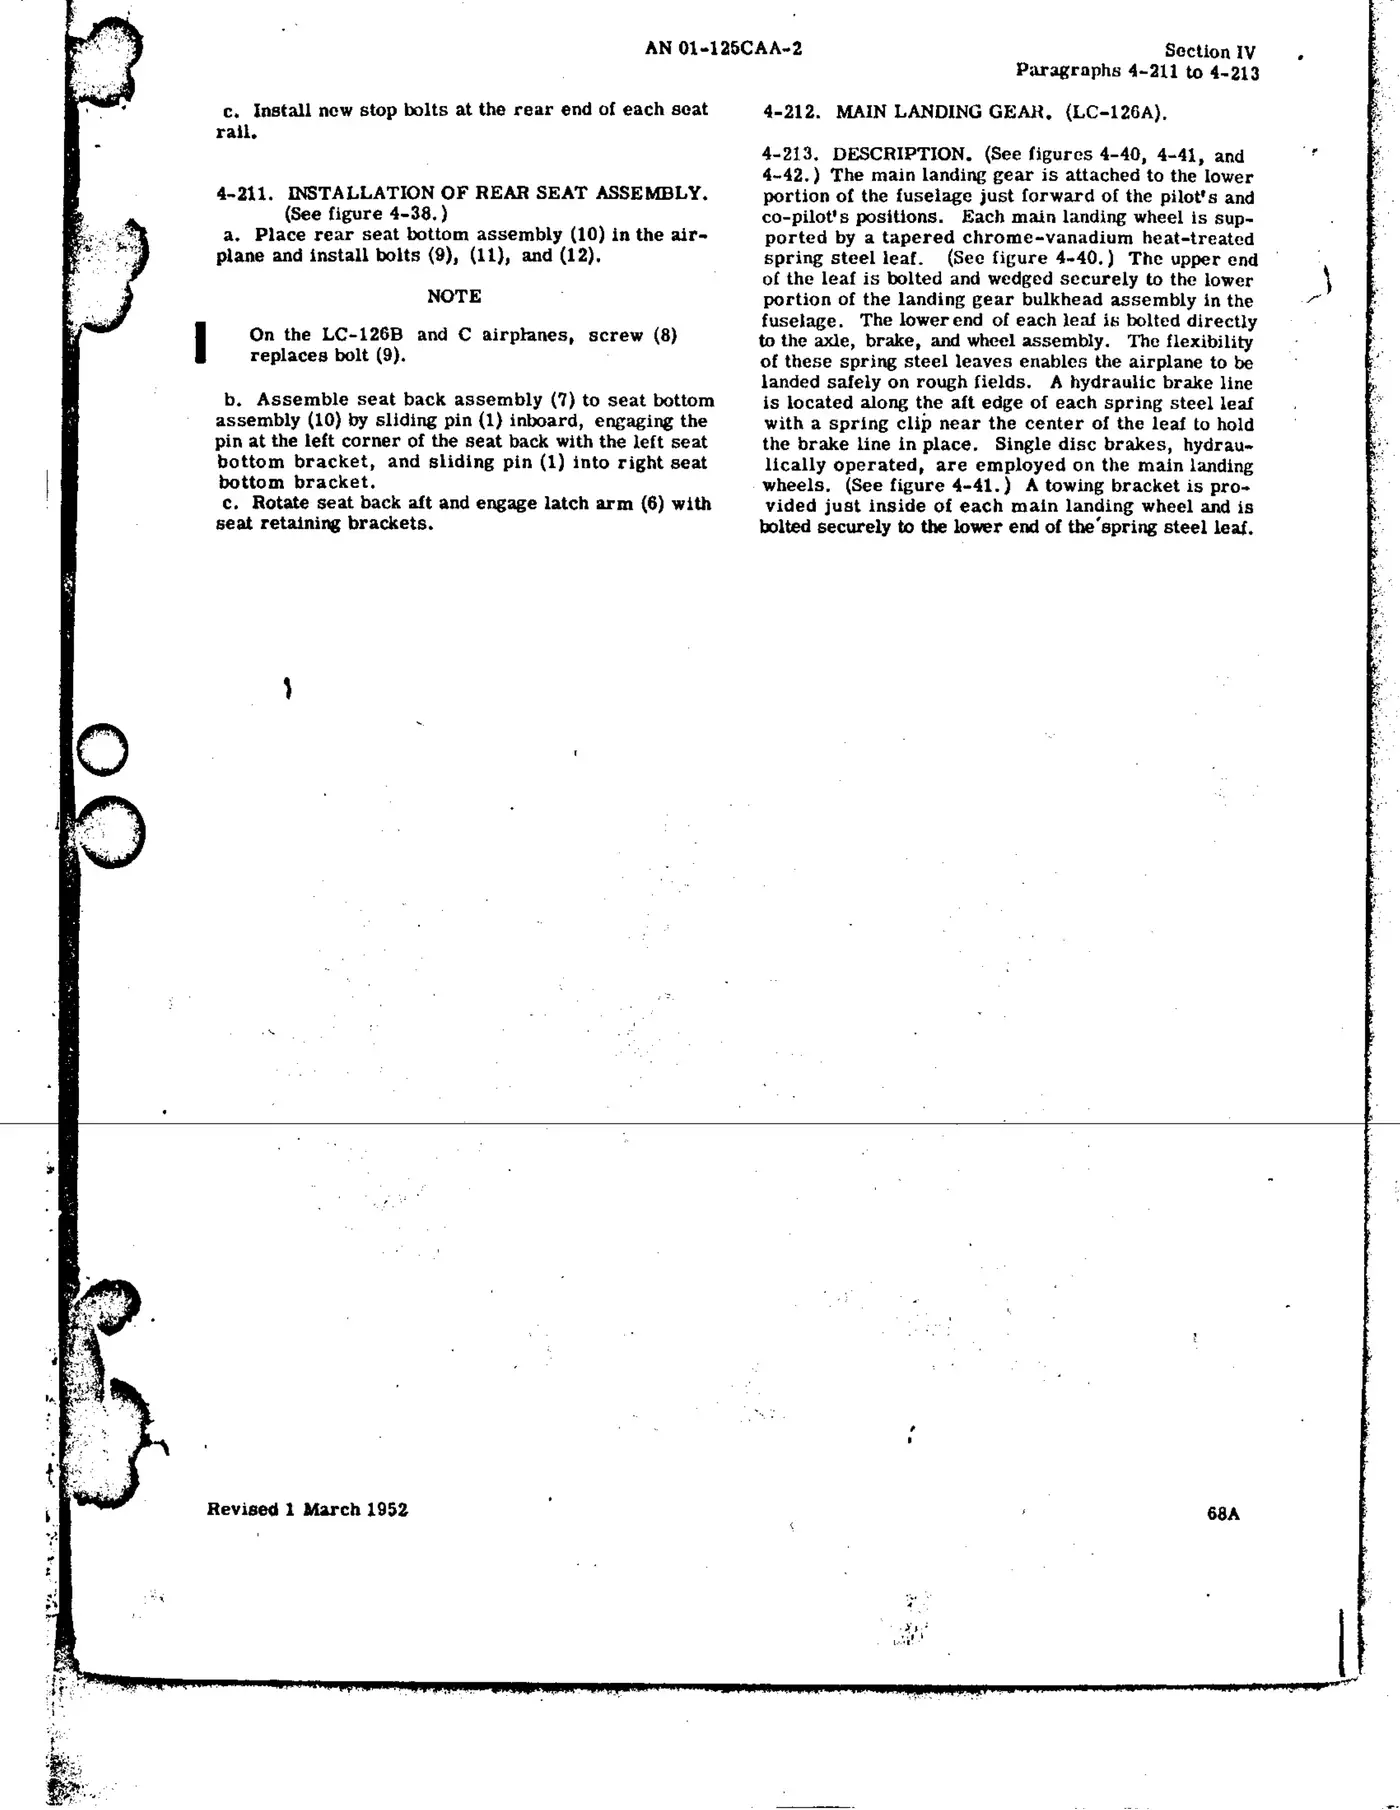 AN 01-125CAA-2
Section IV
Paragraphs 4-211 to 4-213
c. Install new stop bolts at the rear end of each seat
rail.
4-211. INSTALLATION OF REAR SEAT ASSEMBLY.
(See figure 4-38.)
a. Place rear seat bottom assembly (10) in the air-
plane and install bolts (9), (11), and (12).
NOTE
On the LC-126B and C airplanes, screw (8)
replaces bolt (9).
b. Assemble seat back assembly (7) to seat bottom
assembly (10) by sliding pin (1) inboard, engaging the
pin at the left corner of the seat back with the left seat
bottom bracket, and sliding pin (1) into right seat
bottom bracket.
c. Rotate seat back aft and engage latch arm (6) with
seat retaining brackets.
4-212. MAIN LANDING GEAR. (LC-126A).
4-213. DESCRIPTION. (See figures 4-40, 4-41, and
4-42.) The main landing gear is attached to the lower
portion of the fuselage just forward of the pilot's and
co-pilot's positions. Each main landing wheel is sup-
ported by a tapered chrome-vanadium heat-treated
spring steel leaf. (See figure 4-40.) The upper end
of the leaf is bolted and wedged securely to the lower
portion of the landing gear bulkhead assembly in the
fuselage. The lower end of each leaf is bolted directly
to the axle, brake, and wheel assembly. The flexibility
of these spring steel leaves enables the airplane to be
landed safely on rough fields. A hydraulic brake line
is located along the aft edge of each spring steel leaf
with a spring clip near the center of the leaf to hold
the brake line in place. Single disc brakes, hydrau-
lically operated, are employed on the main landing
wheels. (See figure 4-41.) A towing bracket is pro-
vided just inside of each main landing wheel and is
bolted securely to the lower end of the spring steel leaf.
Revised 1 March 1952
68A